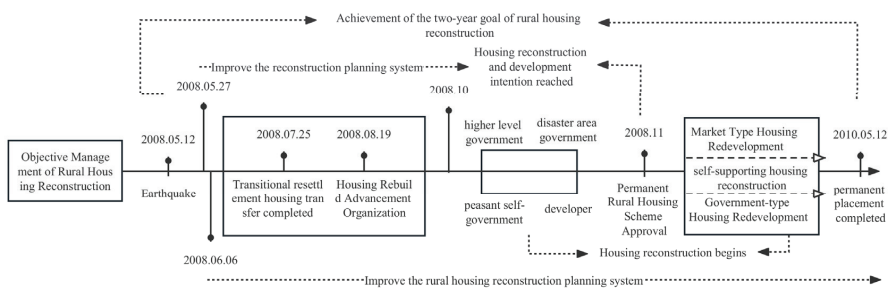 Achievement of the two-year goal of rural housing
reconstruction
Improve the reconstruction planning system
Housing reconstruction
and development
intention reached
2008.05.27
2008.10
2008.05.12
2008.07.25
2008.08.19
higher level
government
disaster area
government
2008.11
Market Type Housing
Redevelopment
2010.05.12
Objective Manage
ment of Rural Hous
ing Reconstruction
Earthquake
Transitional resettl
ement housing tran
sfer completed
Housing Rebuil
d Advancement
Organization
peasant self-
government
developer
Permanent
Rural Housing
Scheme
Approval
self-supporting housing
reconstruction
Government-type
Housing Redevelopment
permanent
placement
completed
2008.06.06
Housing reconstruction begins
Improve the rural housing reconstruction planning system